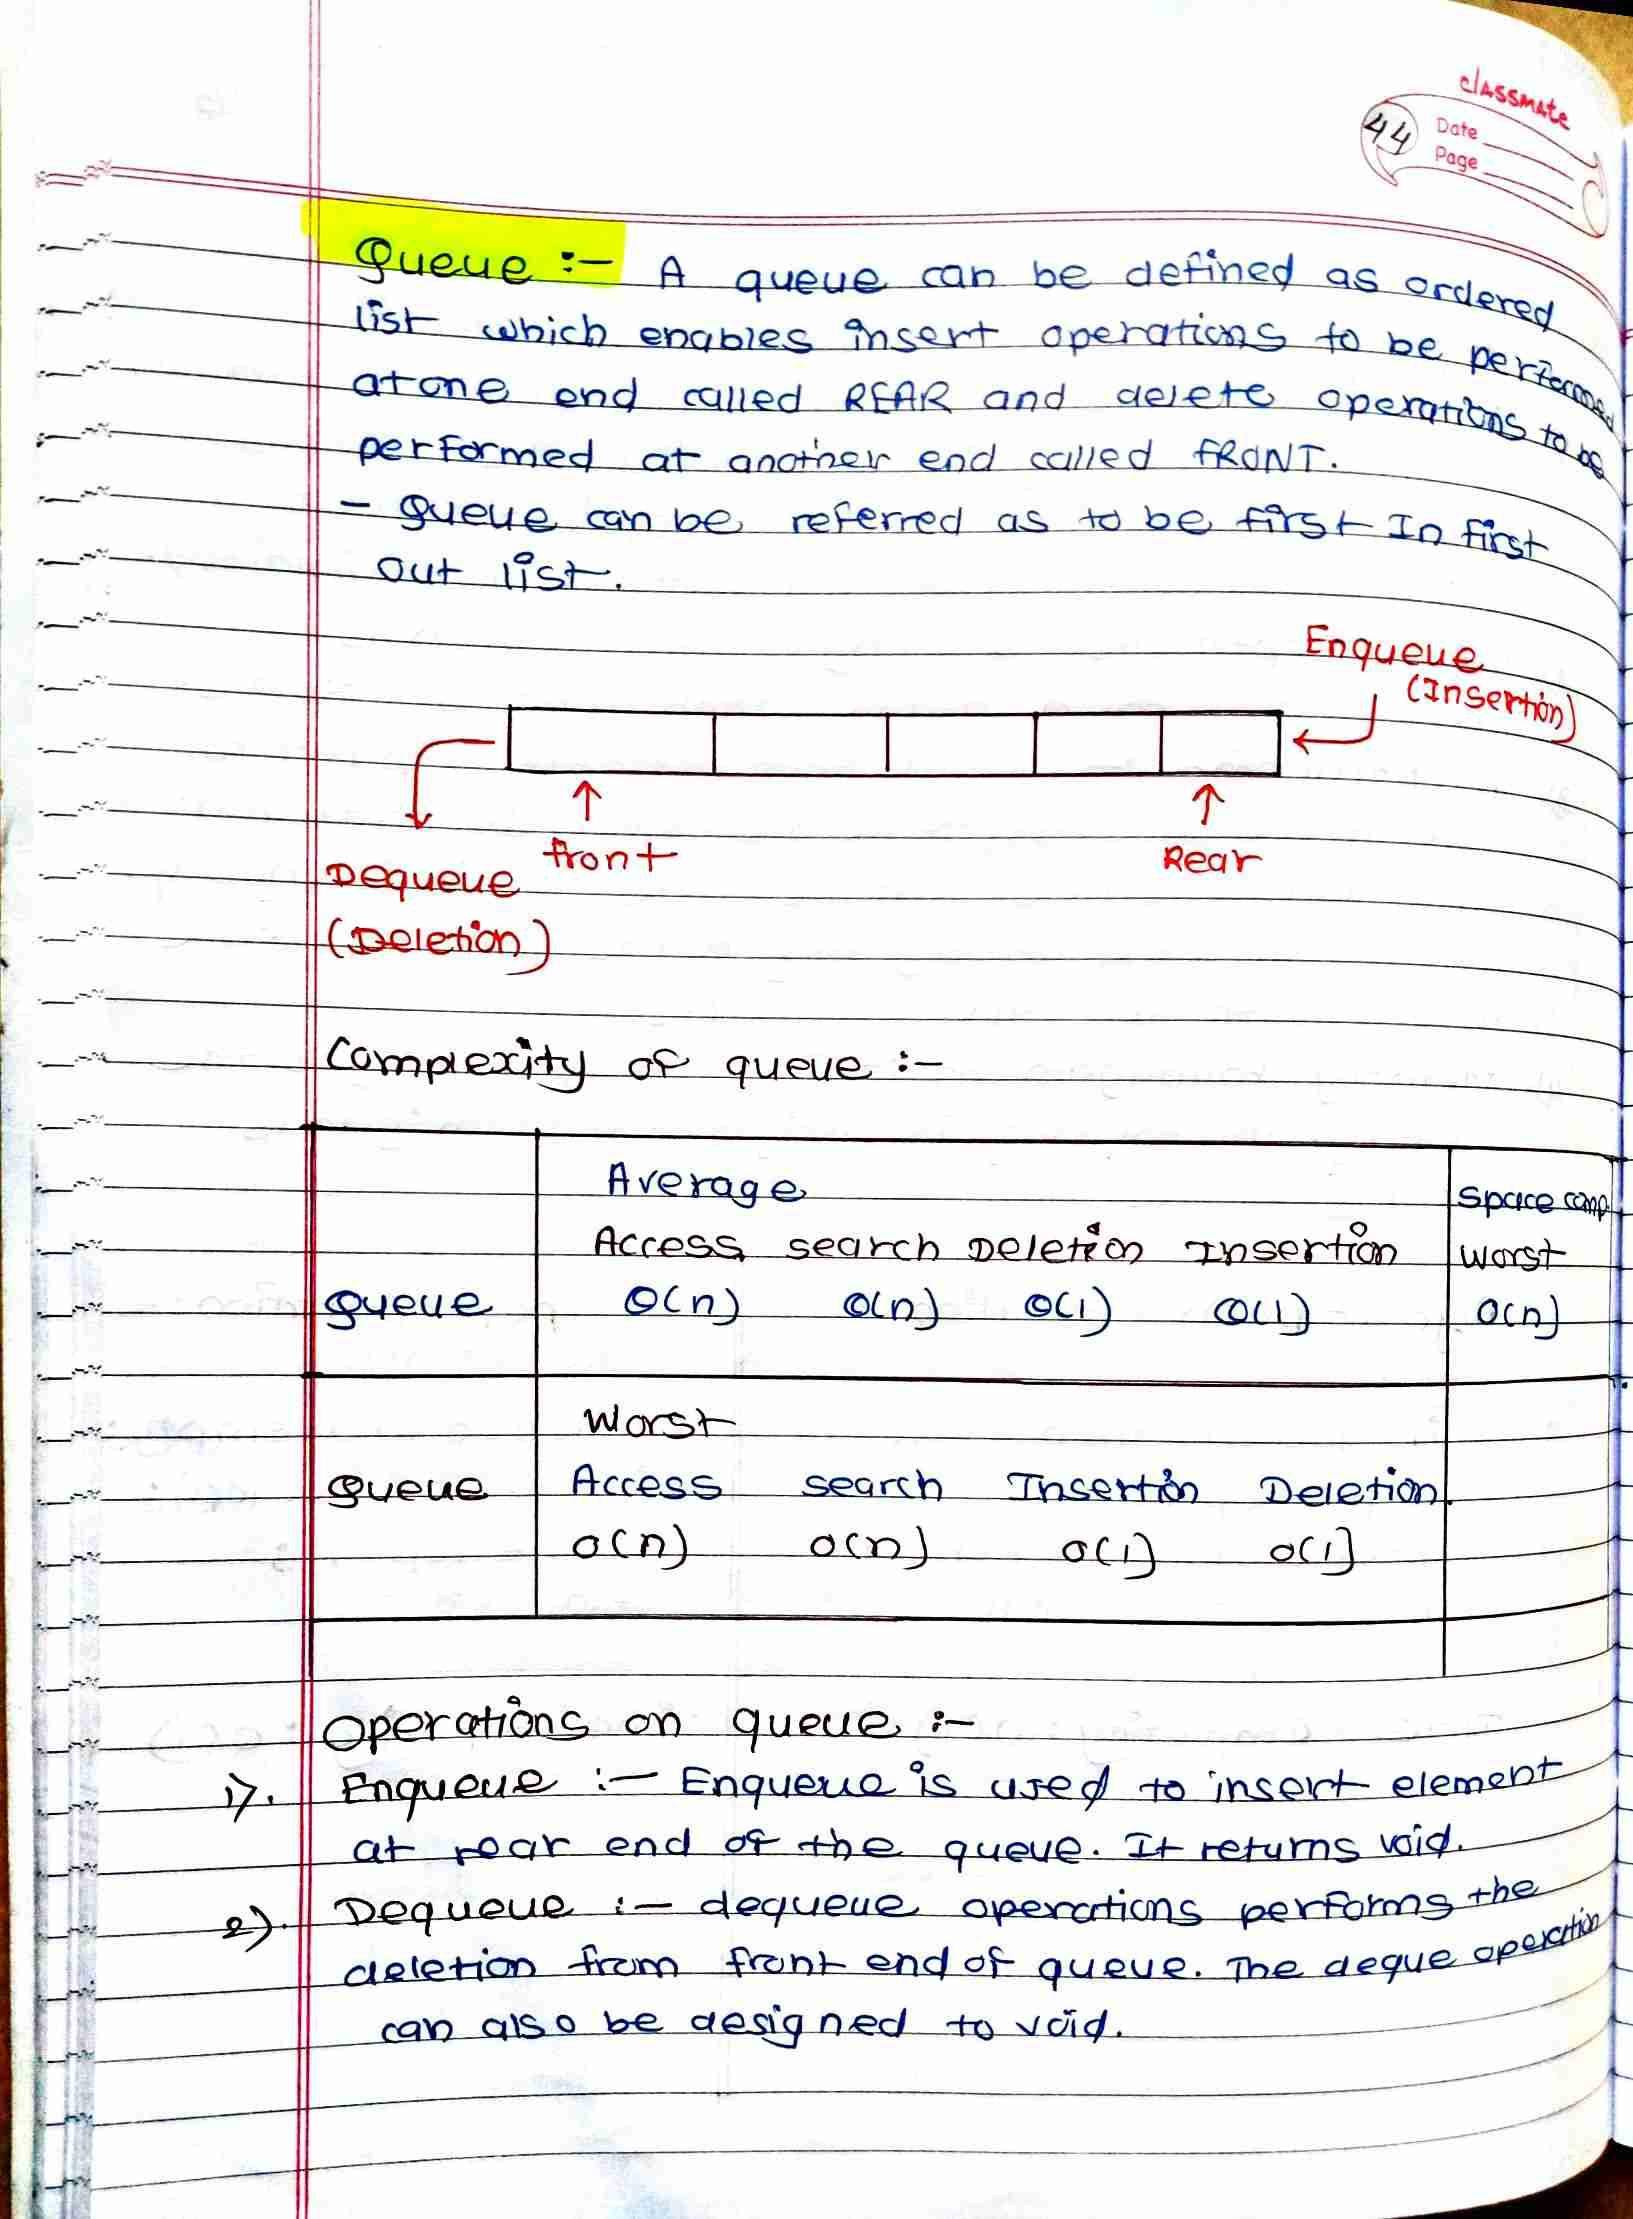 classmate
44
Date
Page
Queue :- A queue can be defined as ordered
list which enables insert operations to be performed
at one end called REAR and delete operations to be
performed at another end called FRONT.
- Queue can be referred as to be first In first
out list.
Enqueue
(Insertion)
front
Rear
Dequeue
(Deletion)
Complexity of queue :-
Average
Space comp
Access search Deletion Insertion
worst
Queue
Θ(n) Θ(n) Θ(1) Θ(1)
O(n)
Worst
Queue
Access search Insertion Deletion
O(n) O(n) O(1) O(1)
Operations on queue :-
1). Enqueue :- Enqueue is used to insert element
at rear end of the queue. It returns void.
2). Dequeue :- dequeue operations performs the
deletion from front end of queue. The deque operation
can also be designed to void.